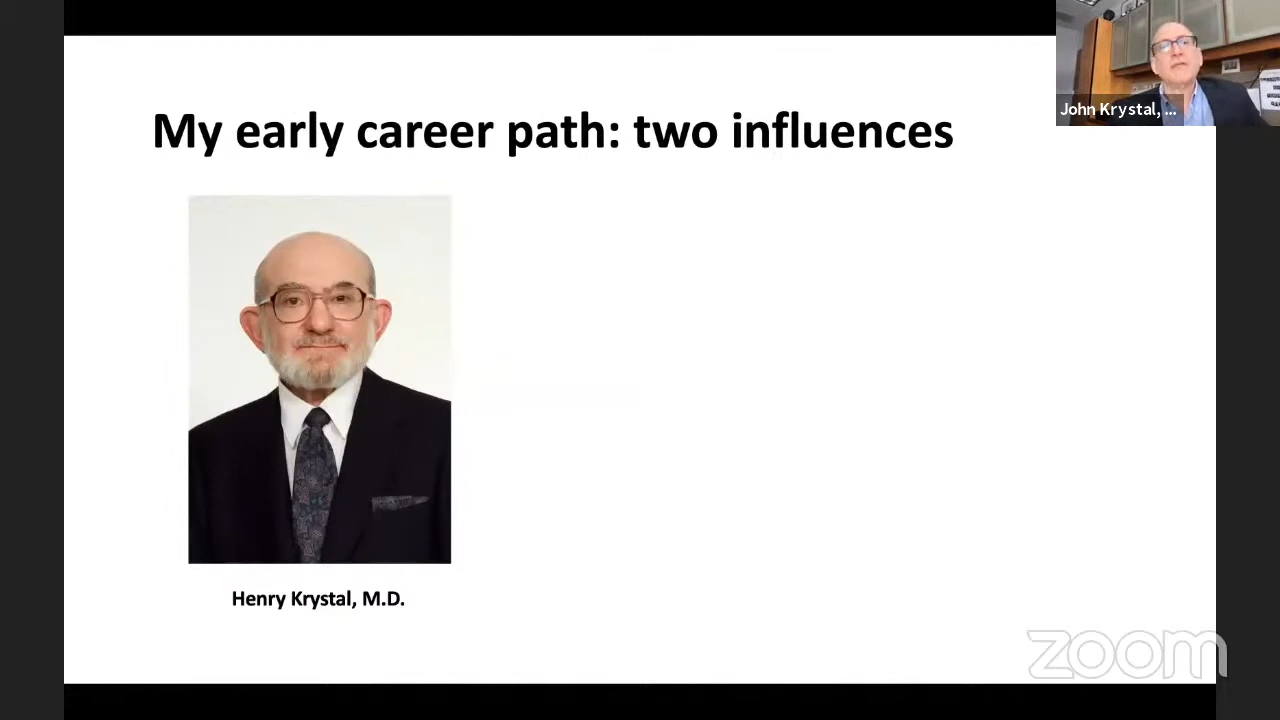 My early career path: two influences
John Krystal, ...
Henry Krystal, M.D.
zoom